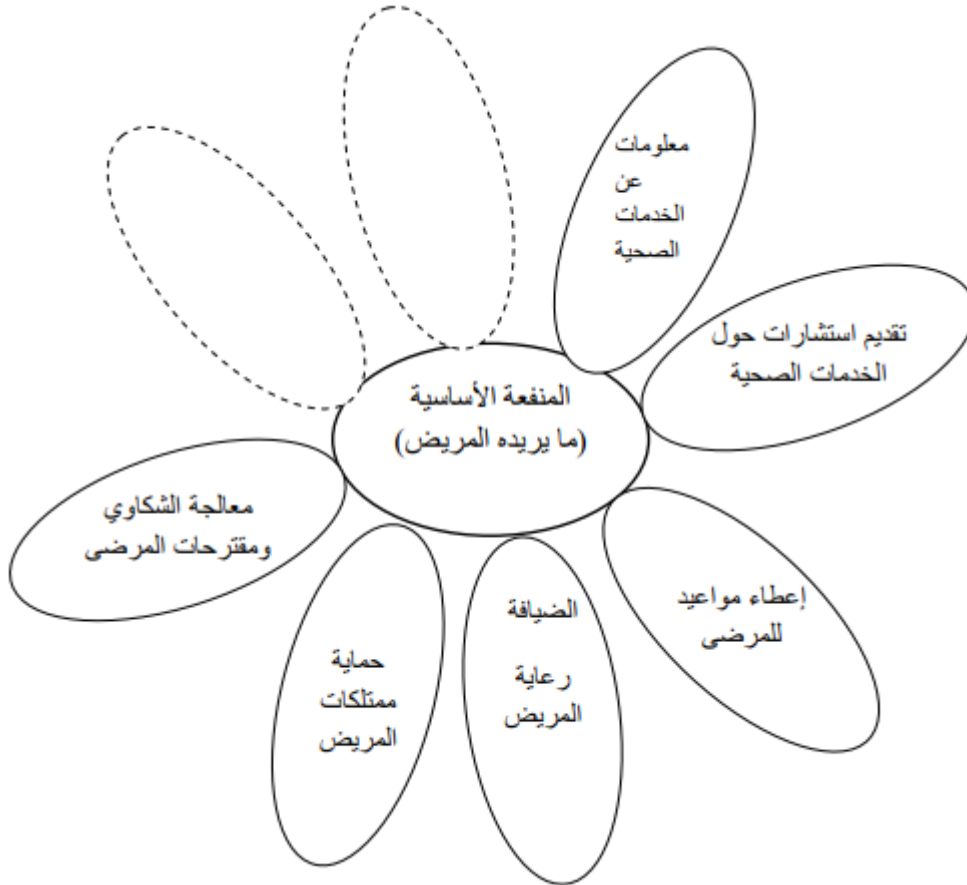 معلومات
عن
الخدمات
الصحية
تقديم استشارات حول
الخدمات الصحية
المنفعة الأساسية
(ما يريده المريض)
إعطاء مواعيد
للمرضى
الضيافة
رعاية
المريض
حماية
ممتلكات
المريض
معالجة الشكاوي
ومقترحات المرضى